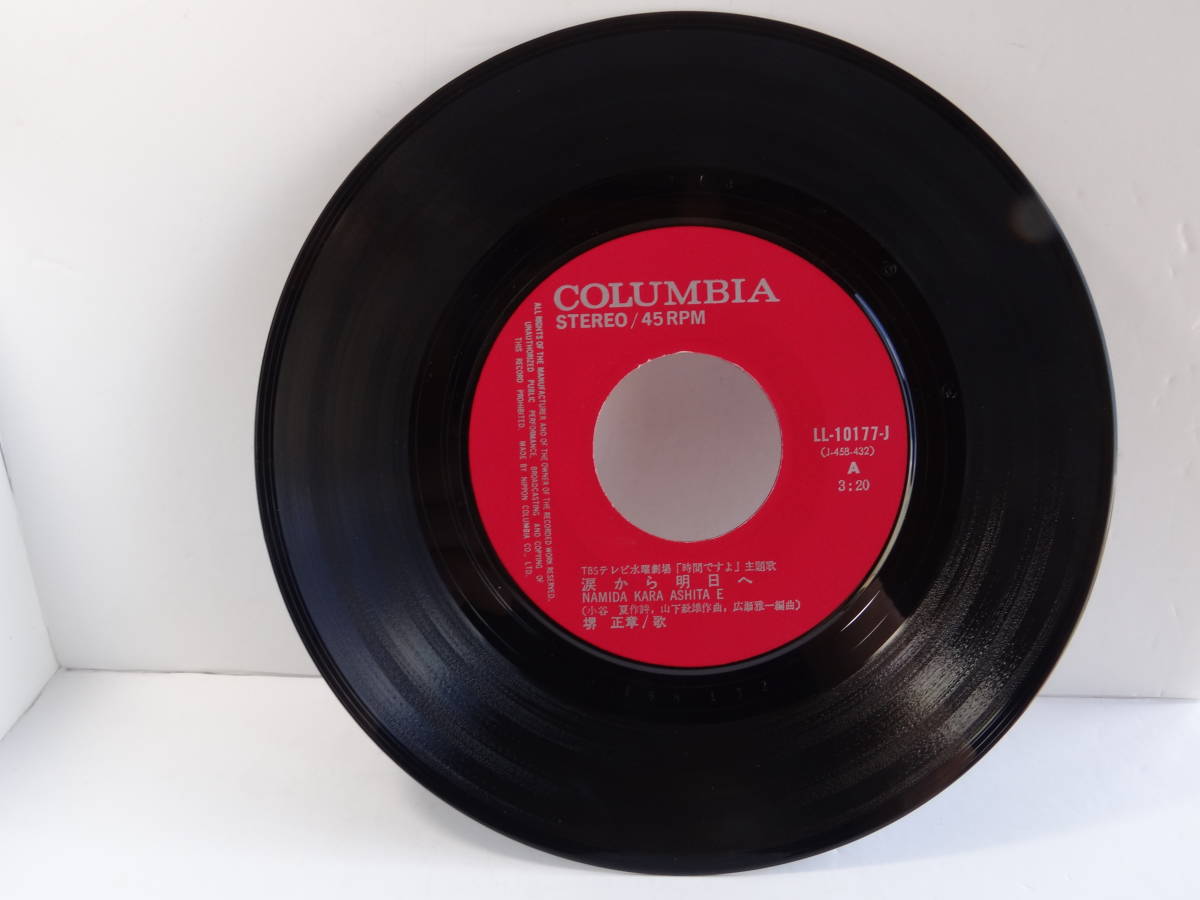 COLUMBIA
STEREO / 45 RPM
ALL RIGHTS OF THE MANUFACTURER AND OF THE OWNER OF THE RECORDED WORK RESERVED.
UNAUTHORIZED PUBLIC PERFORMANCE. BROADCASTING AND COPYING OF
THIS RECORD PROHIBITED. MADE BY NIPPON COLUMBIA CO., LTD.
LL-10177-J
(J-458-432)
A
3:20
TBSテレビ水曜劇場「時間ですよ」主題歌
涙から明日へ
NAMIDA KARA ASHITA E
(小谷 夏作詩, 山下毅雄作曲, 広瀬雅一編曲)
堺 正章/歌